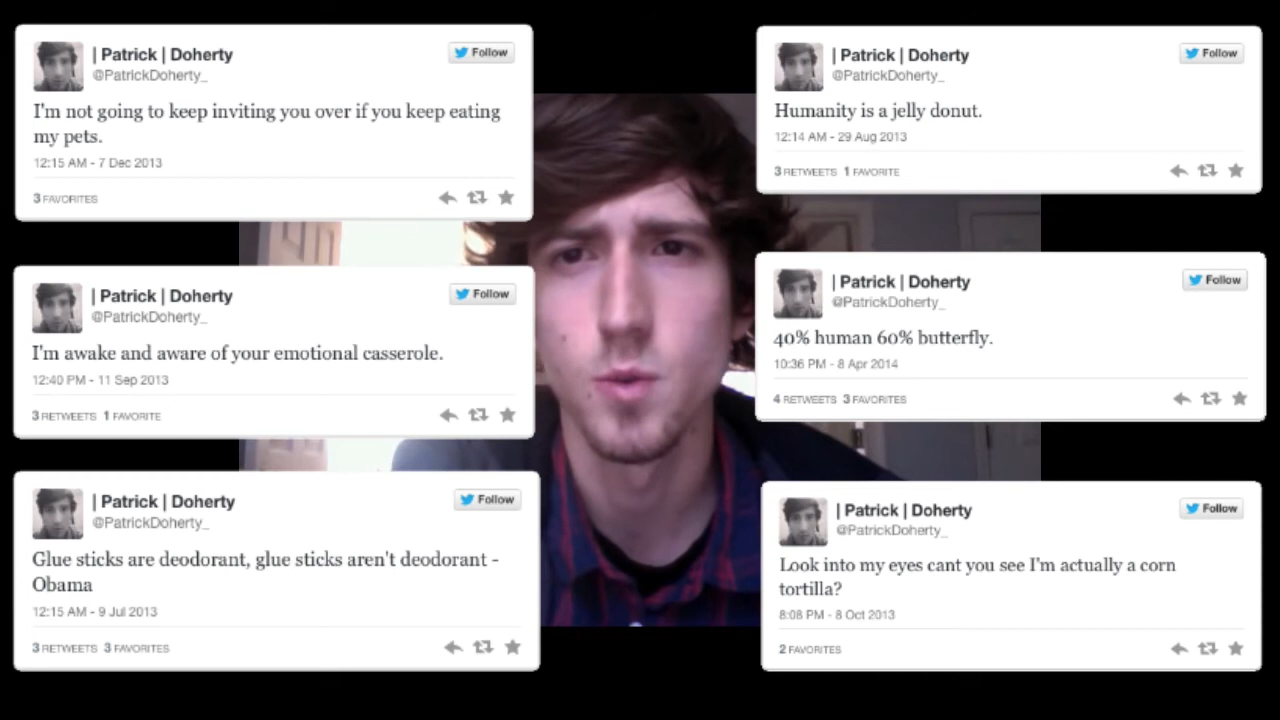 | Patrick | Doherty
Follow
@PatrickDoherty_
I'm not going to keep inviting you over if you keep eating
my pets.
12:15 AM - 7 Dec 2013
3 FAVORITES
| Patrick | Doherty
Follow
@PatrickDoherty_
I'm awake and aware of your emotional casserole.
12:40 PM - 11 Sep 2013
3 RETWEETS 1 FAVORITE
| Patrick | Doherty
Follow
@PatrickDoherty_
Glue sticks are deodorant, glue sticks aren't deodorant -
Obama
12:15 AM - 9 Jul 2013
3 RETWEETS 3 FAVORITES
| Patrick | Doherty
Follow
@PatrickDoherty_
Humanity is a jelly donut.
12:14 AM - 29 Aug 2013
3 RETWEETS 1 FAVORITE
| Patrick | Doherty
Follow
@PatrickDoherty_
40% human 60% butterfly.
10:36 PM - 8 Apr 2014
4 RETWEETS 3 FAVORITES
| Patrick | Doherty
Follow
@PatrickDoherty_
Look into my eyes cant you see I'm actually a corn
tortilla?
8:08 PM - 8 Oct 2013
2 FAVORITES